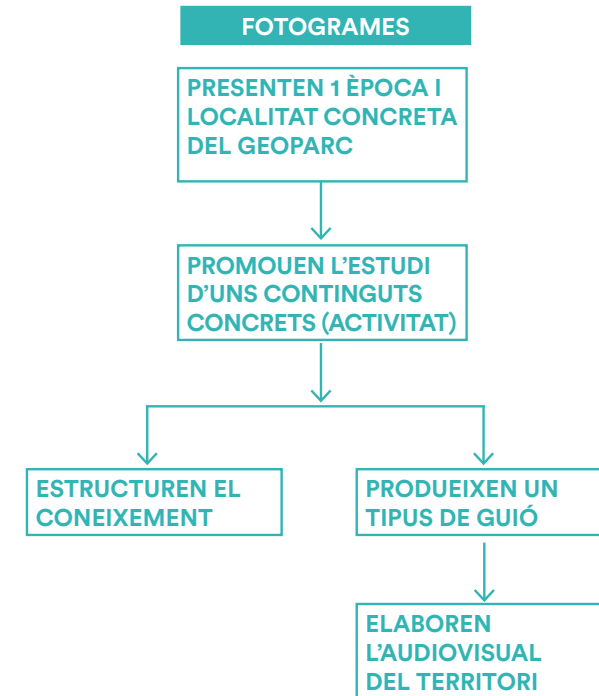 FOTOGRAMES
PRESENTEN 1 ÈPOCA I
LOCALITAT CONCRETA
DEL GEOPARC
PROMOUEN L’ESTUDI
D’UNS CONTINGUTS
CONCRETS (ACTIVITAT)
ESTRUCTUREN EL
CONEIXEMENT
PRODUEIXEN UN
TIPUS DE GUIÓ
ELABOREN
L’AUDIOVISUAL
DEL TERRITORI